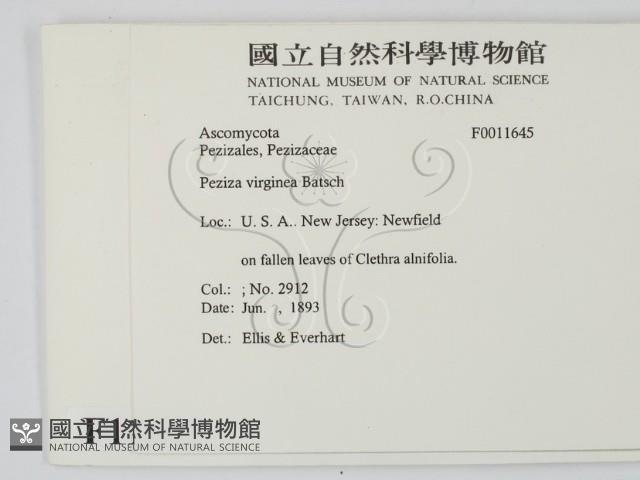 國立自然科學博物館
NATIONAL MUSEUM OF NATURAL SCIENCE
TAICHUNG, TAIWAN, R.O.CHINA
Ascomycota F0011645
Pezizales, Pezizaceae
Peziza virginea Batsch
Loc.: U. S. A.. New Jersey: Newfield
on fallen leaves of Clethra alnifolia.
Col.: ; No. 2912
Date: Jun. , 1893
Det.: Ellis & Everhart
國立自然科學博物館
NATIONAL MUSEUM OF NATURAL SCIENCE